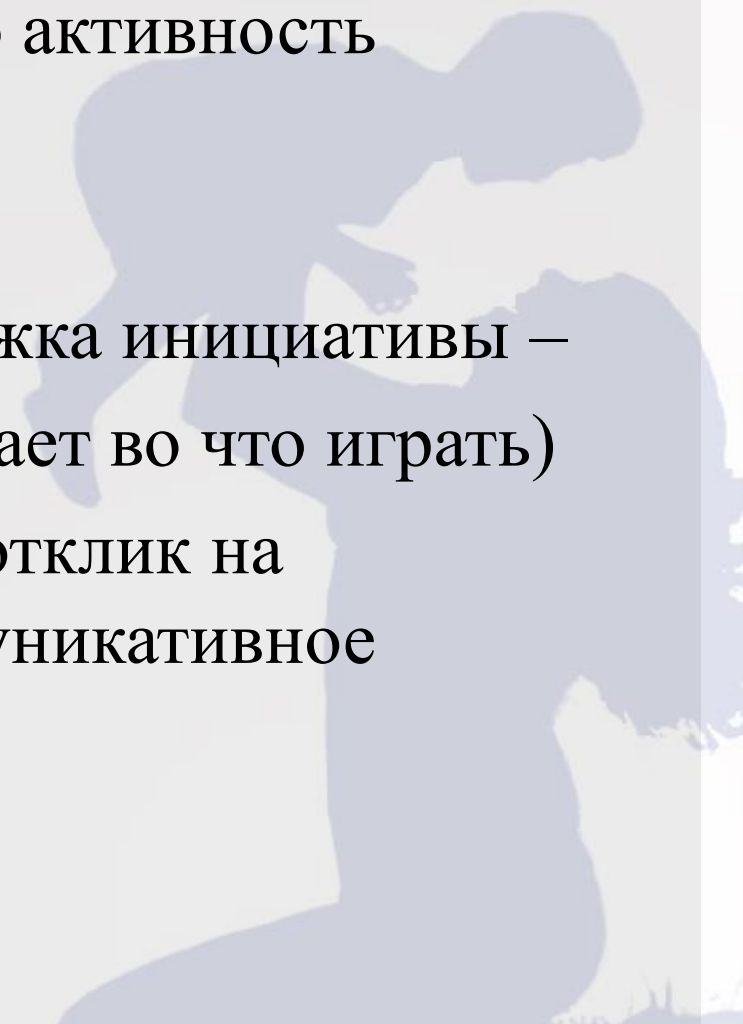 активность
жка инициативы –
ает во что играть)
отклик на
уникативное